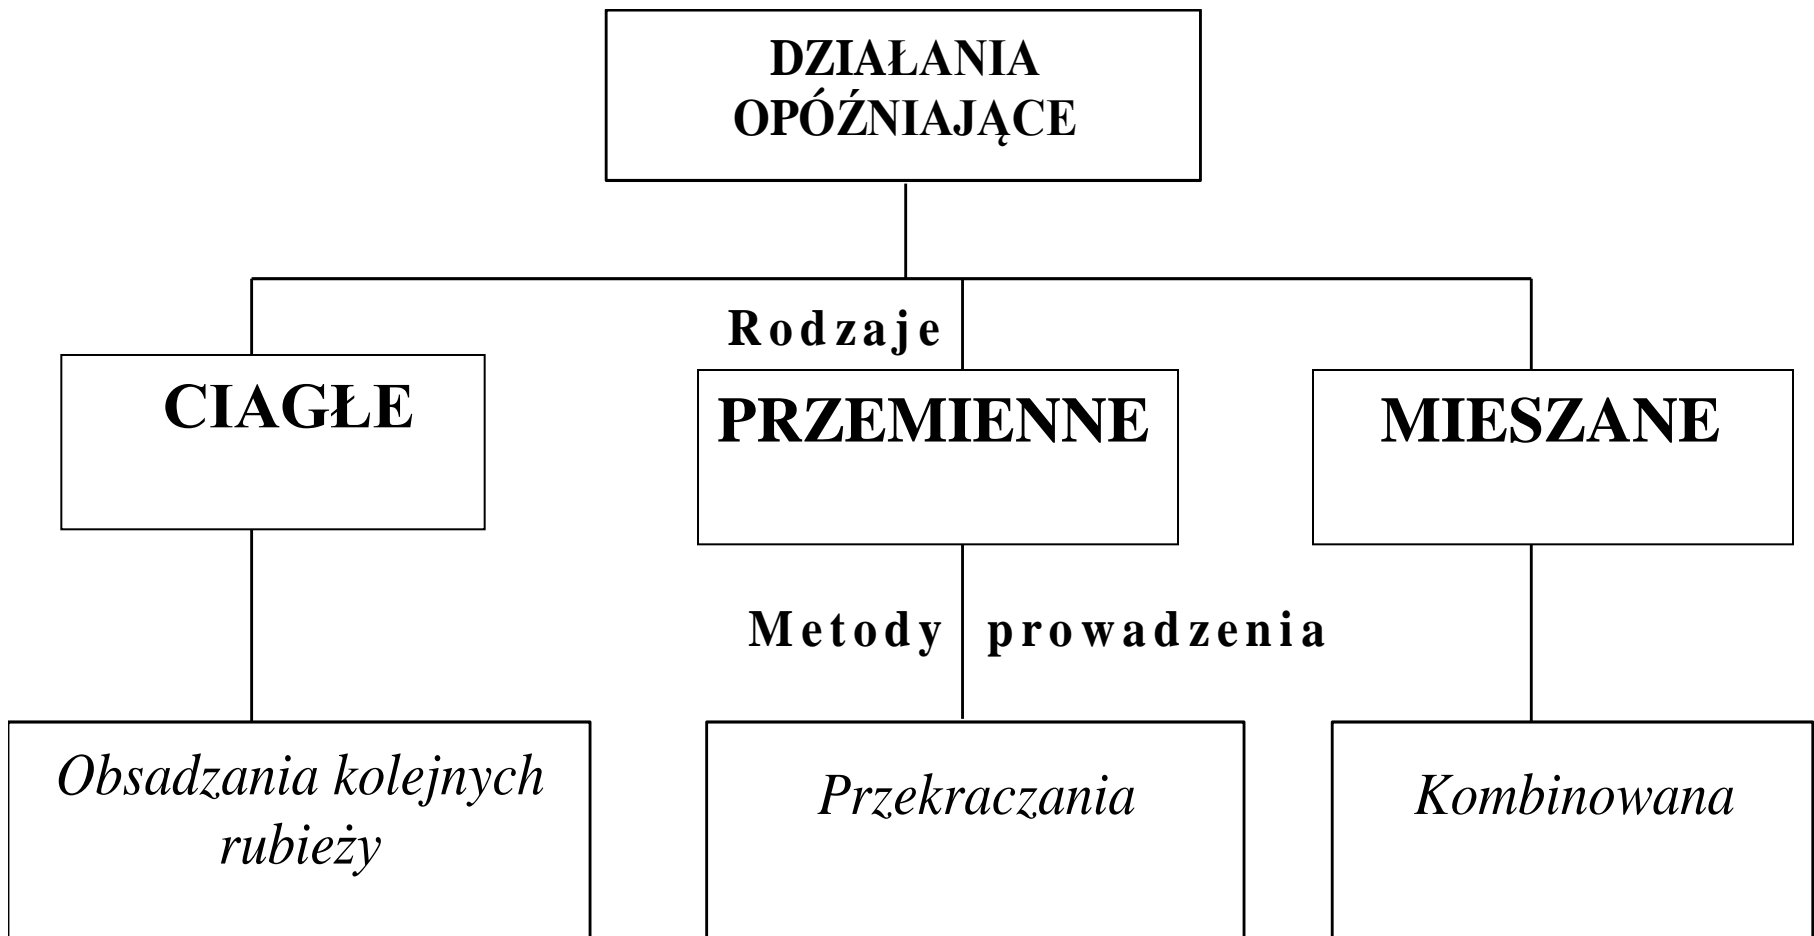 DZIAŁANIA
OPÓŹNIAJĄCE
Rodzaje
CIAGŁE
PRZEMIENNE
MIESZANE
Metody prowadzenia
Obsadzania kolejnych
rubieży
Przekraczania
Kombinowana